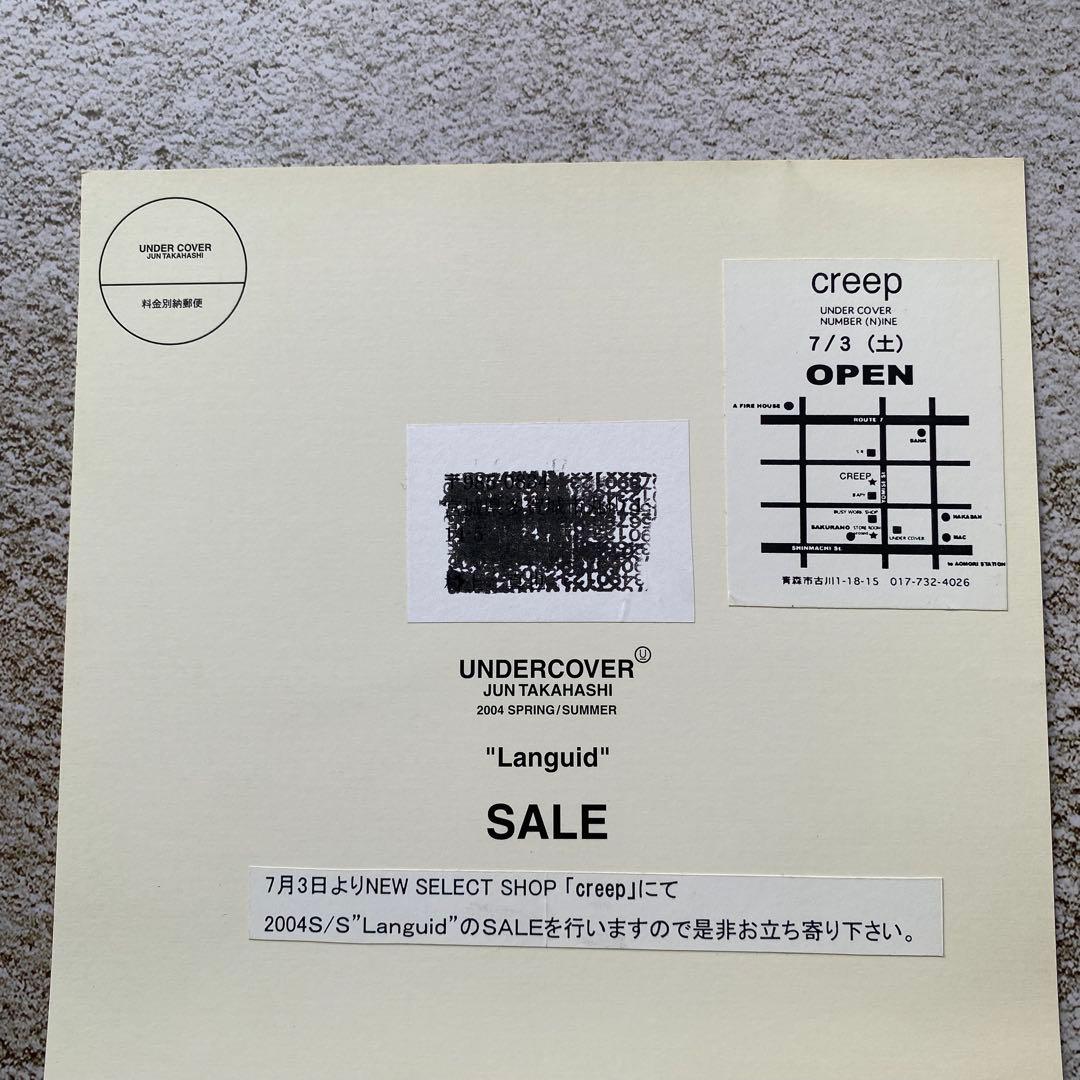 UNDER COVER
JUN TAKAHASHI
料金別納郵便
creep
UNDER COVER
NUMBER (N)INE
7/3 (土)
OPEN
A FIRE HOUSE
ROUTE 7
BANK
CREEP
BUSY WORK SHOP
SAKURANO
STORE ROOM
UNDER COVER
NAKASAN
MAC
SHINMACHI St.
to AOMORI STATION
青森市古川1-18-15 017-732-4026
UNDERCOVER
U
JUN TAKAHASHI
2004 SPRING/SUMMER
"Languid"
SALE
7月3日よりNEW SELECT SHOP「creep」にて
2004S/S”Languid”のSALEを行いますので是非お立ち寄り下さい。